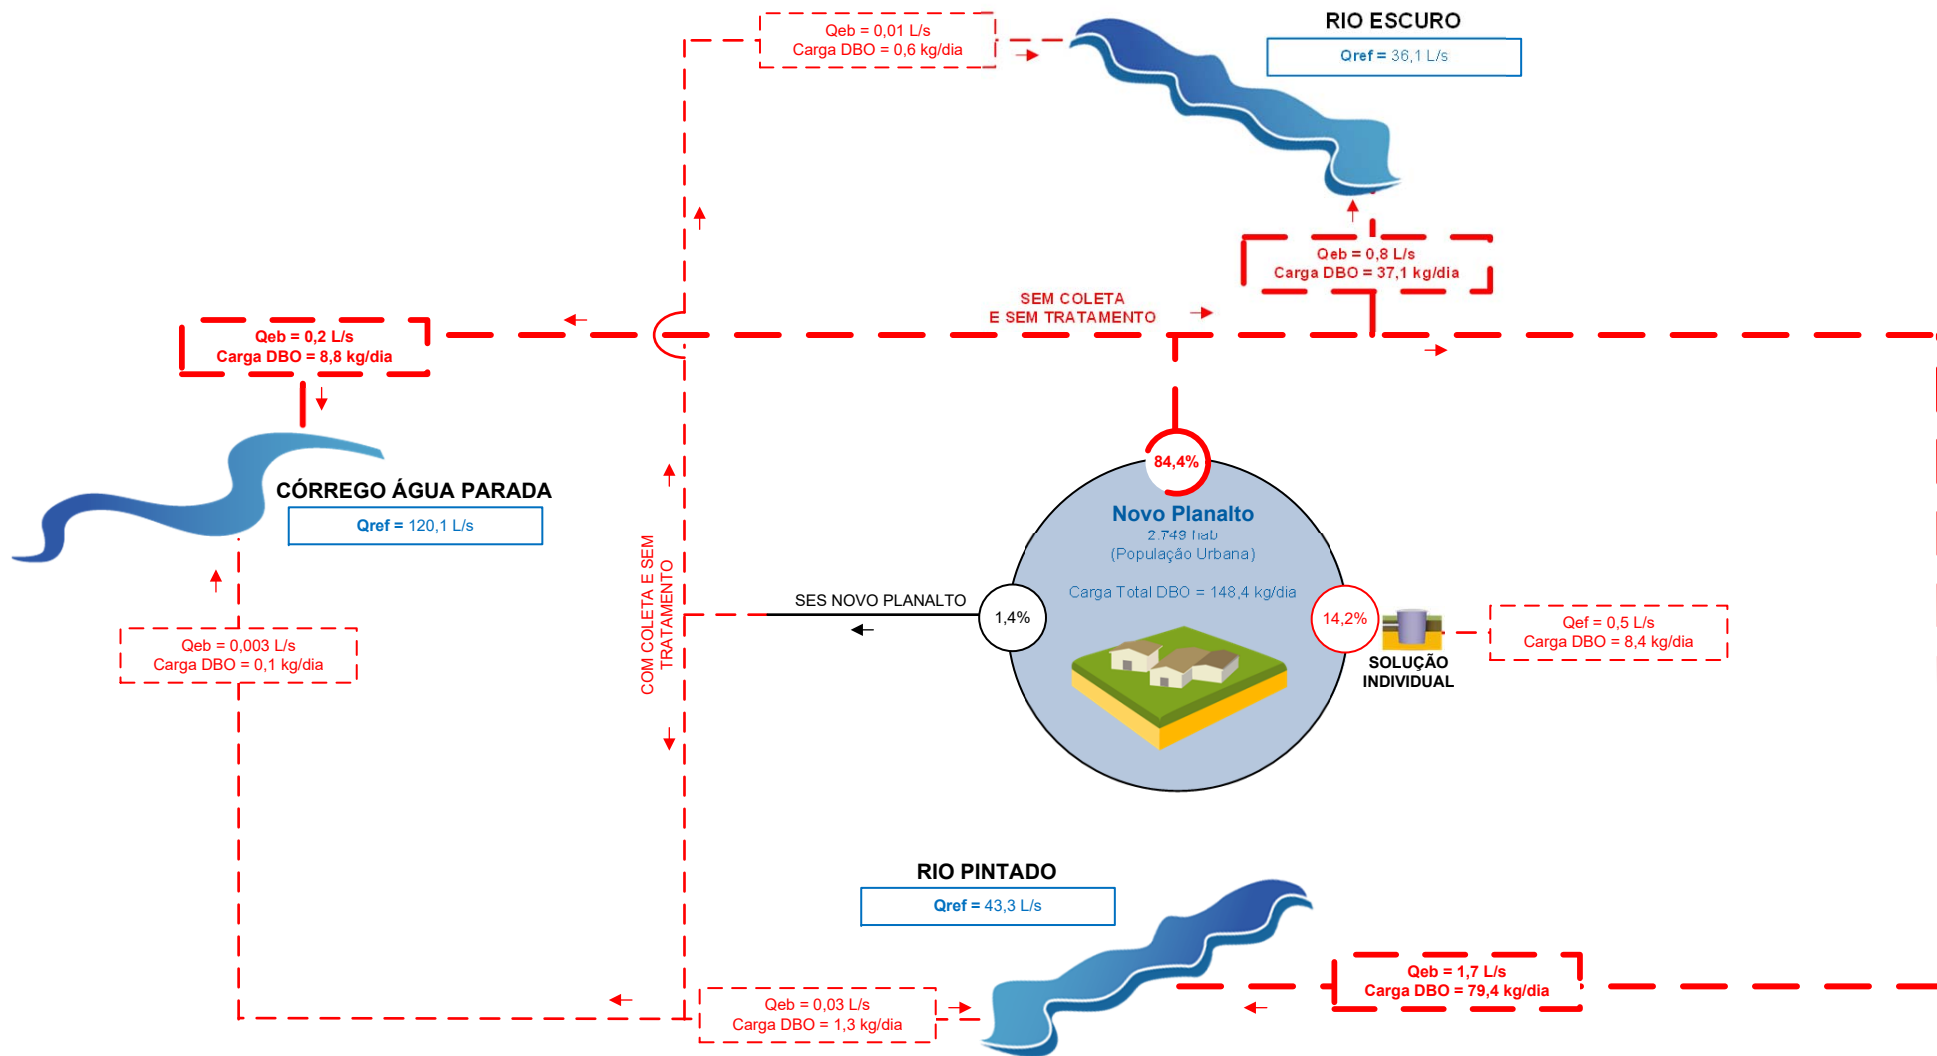 Qeb = 0,01 L/s
Carga DBO = 0,6 kg/dia
RIO ESCURO
Qref = 36,1 L/s
Qeb = 0,8 L/s
Carga DBO = 37,1 kg/dia
SEM COLETA
E SEM TRATAMENTO
Qeb = 0,2 L/s
Carga DBO = 8,8 kg/dia
CÓRREGO ÁGUA PARADA
Qref = 120,1 L/s
84,4%
Novo Planalto
2.749 hab
(População Urbana)
Carga Total DBO = 148,4 kg/dia
COM COLETA E SEM
TRATAMENTO
SES NOVO PLANALTO
1,4%
14,2%
SOLUÇÃO
INDIVIDUAL
Qef = 0,5 L/s
Carga DBO = 8,4 kg/dia
Qeb = 0,003 L/s
Carga DBO = 0,1 kg/dia
RIO PINTADO
Qref = 43,3 L/s
Qeb = 1,7 L/s
Carga DBO = 79,4 kg/dia
Qeb = 0,03 L/s
Carga DBO = 1,3 kg/dia